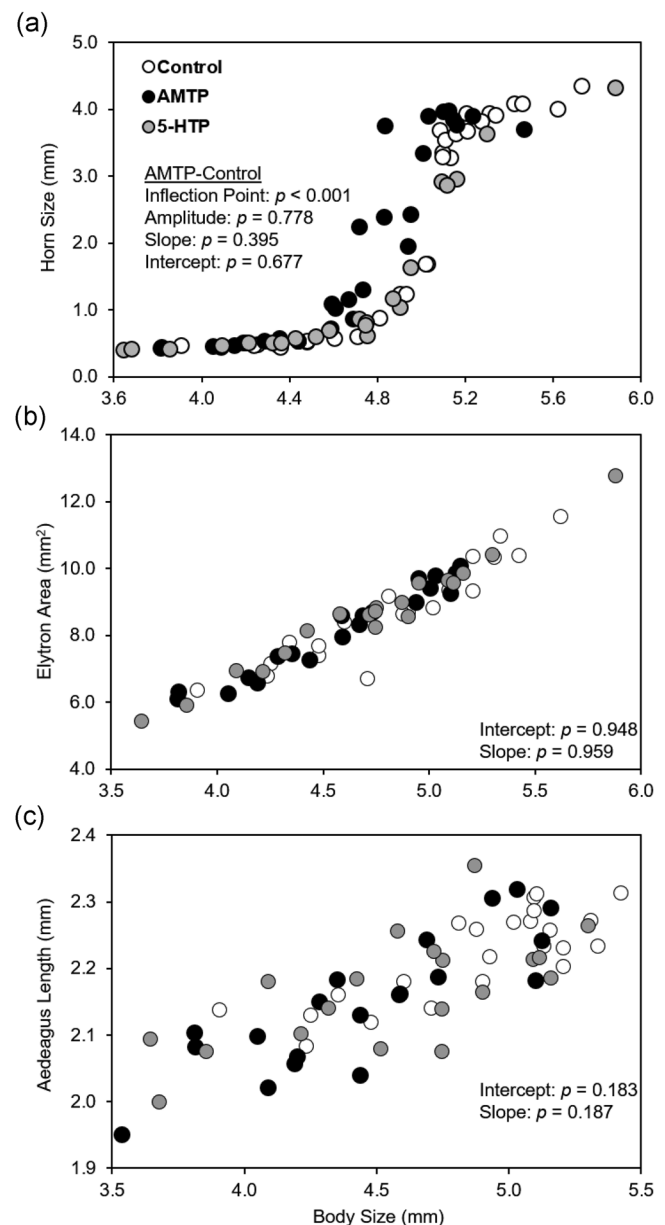 (a)
5.0
4.0
3.0
2.0
1.0
0.0
Horn Size (mm)
Control
AMTP
5-HTP
AMTP-Control
Inflection Point: p < 0.001
Amplitude: p = 0.778
Slope: p = 0.395
Intercept: p = 0.677
3.6 4.0 4.4 4.8 5.2 5.6 6.0
(b)
14.0
12.0
10.0
8.0
6.0
4.0
Elytron Area (mm²)
Intercept: p = 0.948
Slope: p = 0.959
3.5 4.0 4.5 5.0 5.5 6.0
(c)
2.4
2.3
2.2
2.1
2.0
1.9
Aedeagus Length (mm)
Intercept: p = 0.183
Slope: p = 0.187
3.5 4.0 4.5 5.0 5.5
Body Size (mm)